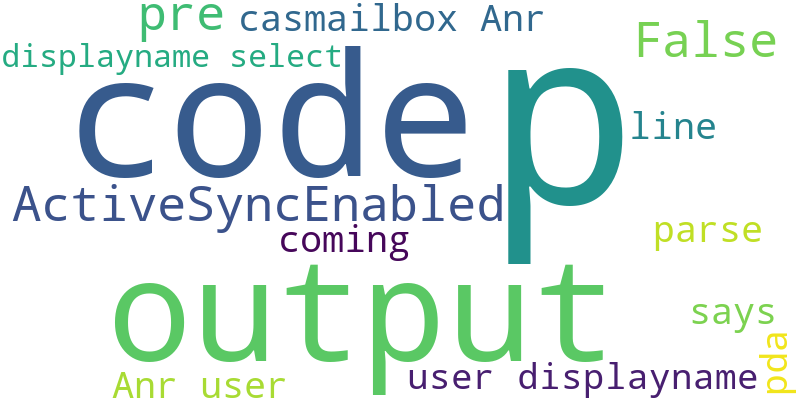 pre
casmailbox Anr
False
displayname select
code
p
line
ActiveSyncEnabled
coming
parse
output
says
pda
Anr user
user displayname